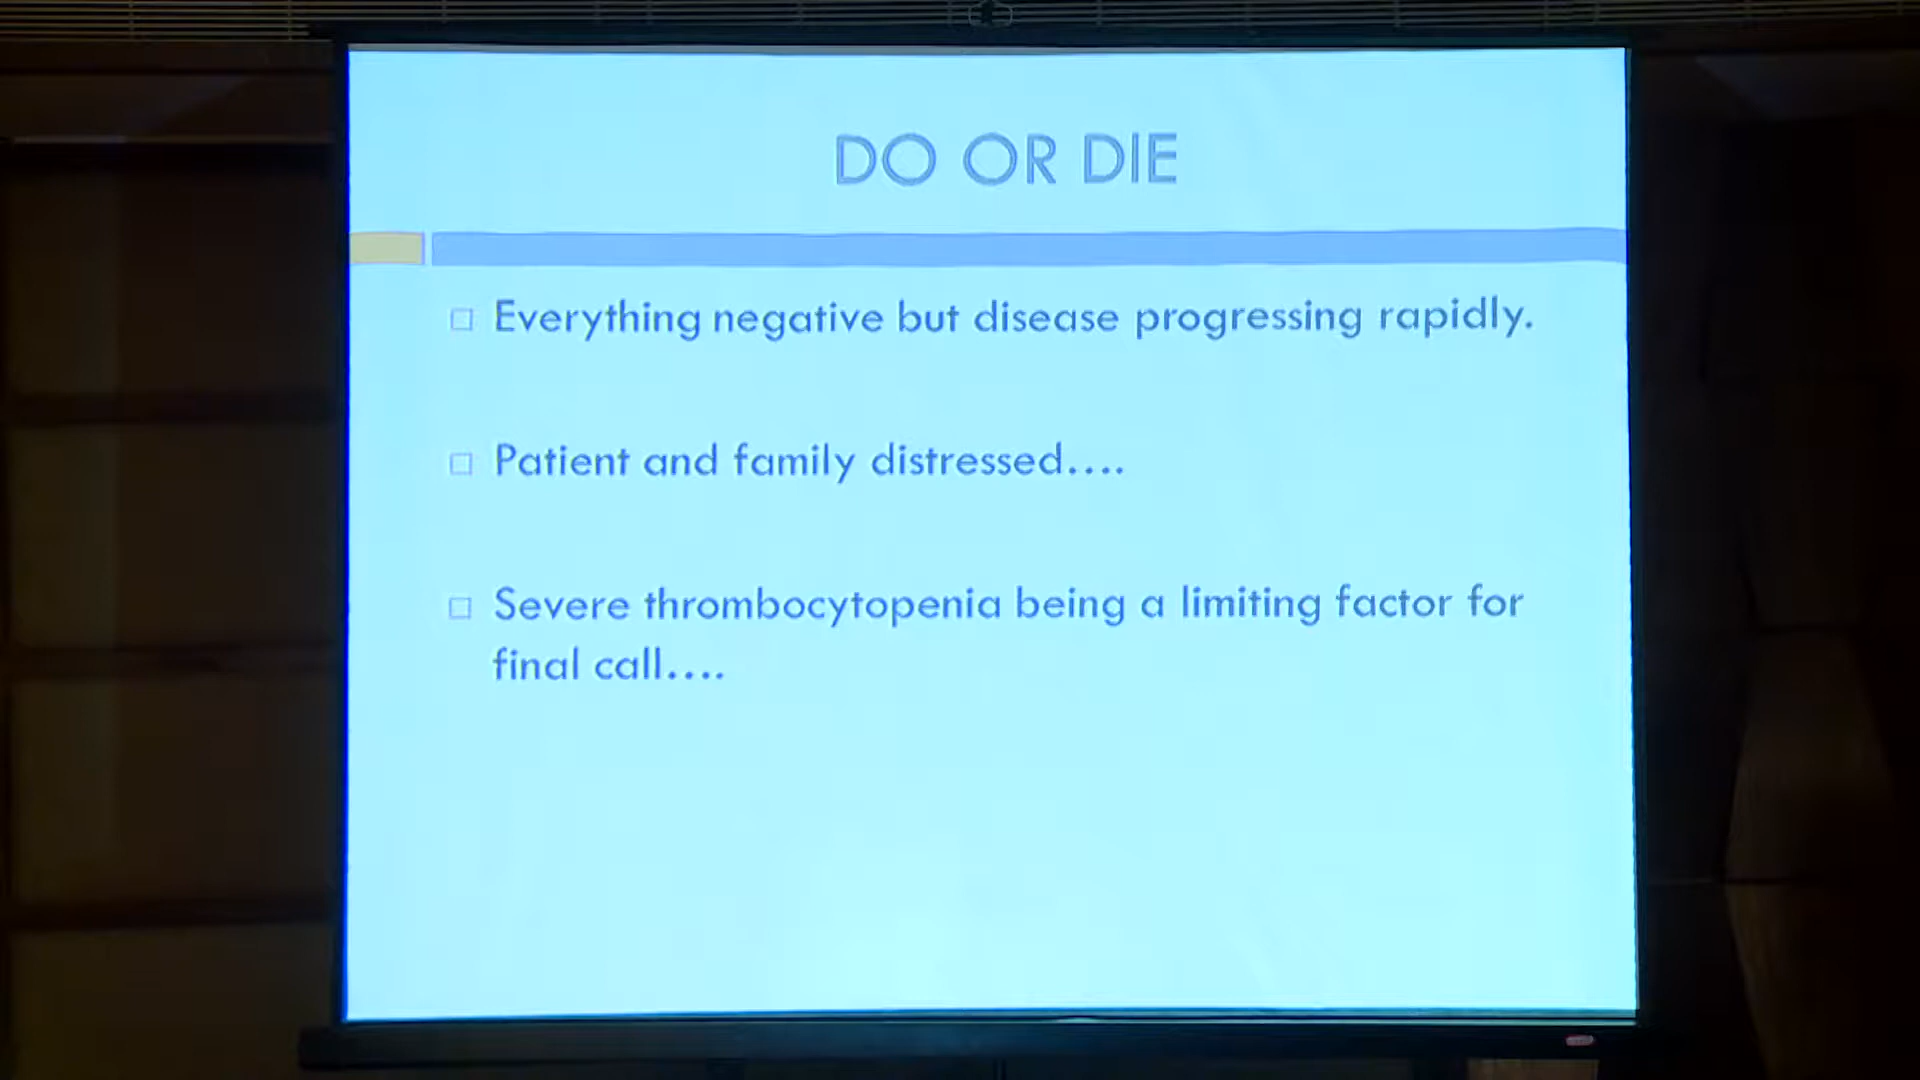 DO OR DIE
Everything negative but disease progressing rapidly.
Patient and family distressed....
Severe thrombocytopenia being a limiting factor for
final call....